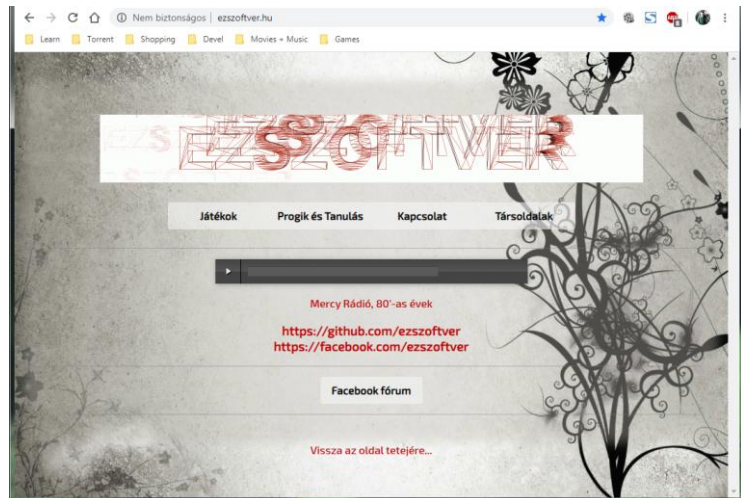 Nem biztonságos | ezszoftver.hu
Learn Torrent Shopping Devel Movies + Music Games
EZSZOFTVER
Játékok Progik és Tanulás Kapcsolat Társoldalak
Mercy Rádió, 80'-as évek
https://github.com/ezszoftver
https://facebook.com/ezszoftver
Facebook fórum
Vissza az oldal tetejére...